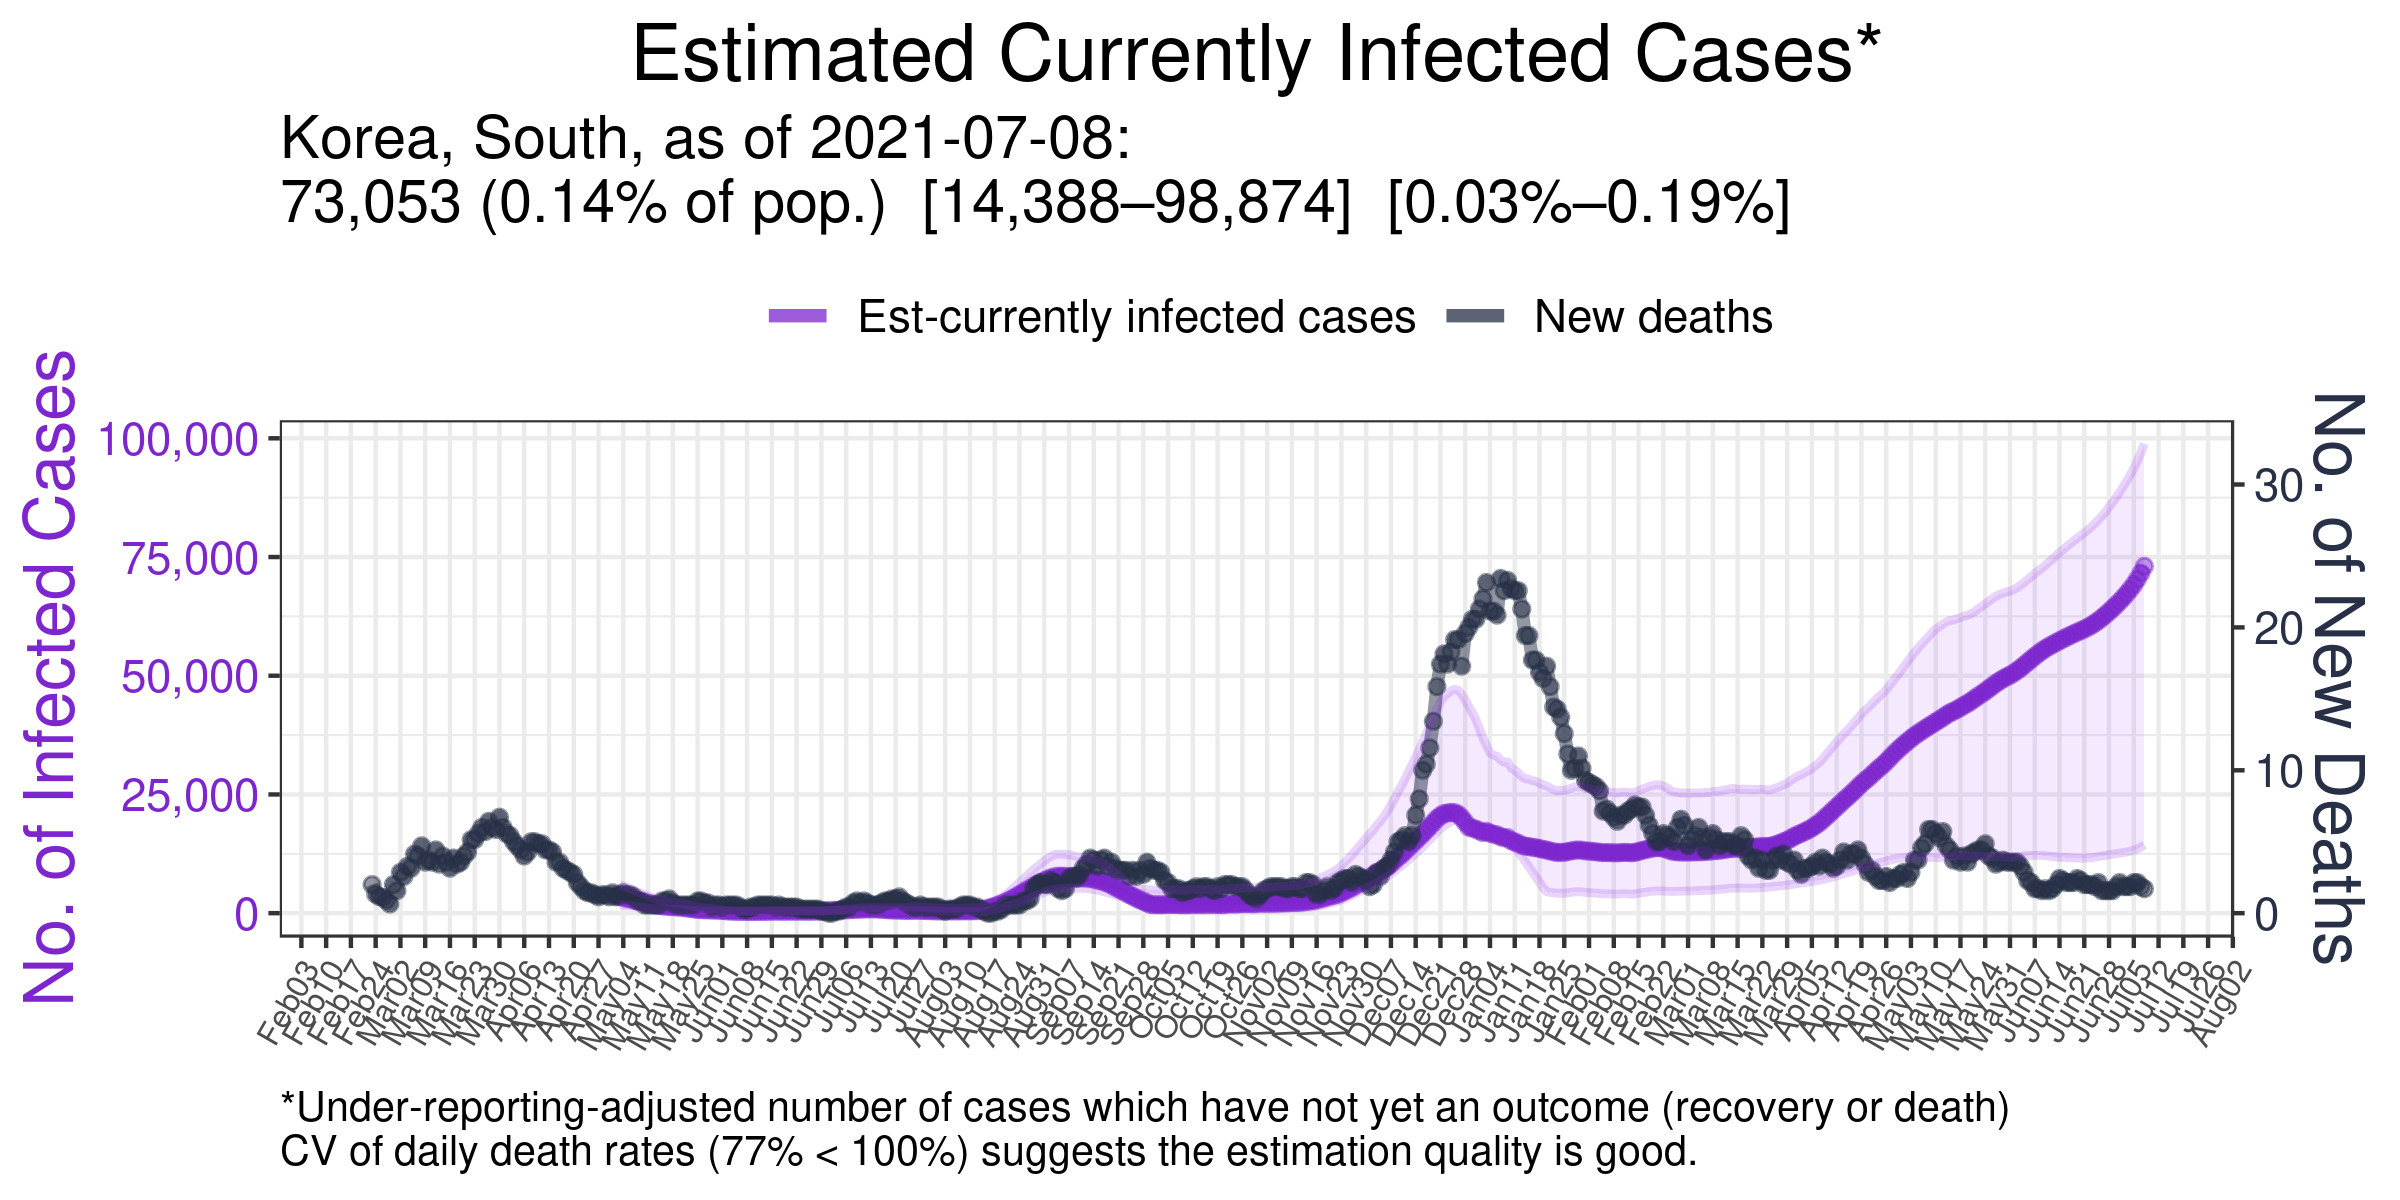 Estimated Currently Infected Cases*
Korea, South, as of 2021-07-08:
73,053 (0.14% of pop.) [14,388–98,874] [0.03%–0.19%]
Est-currently infected cases
New deaths
No. of Infected Cases
100,000
75,000
50,000
25,000
0
30
20
10
0
No. of New Deaths
Feb03
Feb10
Feb17
Feb24
Mar02
Mar09
Mar16
Mar23
Mar30
Apr06
Apr13
Apr20
Apr27
May04
May11
May18
May25
Jun01
Jun08
Jun15
Jun22
Jun29
Jul06
Jul13
Jul20
Jul27
Aug03
Aug10
Aug17
Aug24
Aug31
Sep07
Sep14
Sep21
Sep28
Oct05
Oct12
Oct19
Oct26
Nov02
Nov09
Nov16
Nov23
Nov30
Dec07
Dec14
Dec21
Dec28
Jan04
Jan11
Jan18
Jan25
Feb01
Feb08
Feb15
Feb22
Mar01
Mar08
Mar15
Mar22
Mar29
Apr05
Apr12
Apr19
Apr26
May03
May10
May17
May24
May31
Jun07
Jun14
Jun21
Jun28
Jul05
Jul12
Jul19
Jul26
Aug02
*Under-reporting-adjusted number of cases which have not yet an outcome (recovery or death)
CV of daily death rates (77% < 100%) suggests the estimation quality is good.